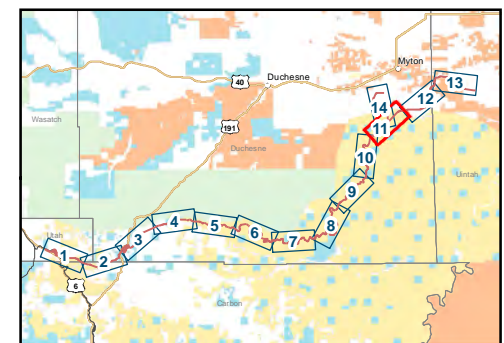 Myton
40
Duchesne
13
12
14
Wasatch
191
11
Duchesne
10
Uintah
9
4
5
8
Utah
3
6
7
1
2
6
Carbon